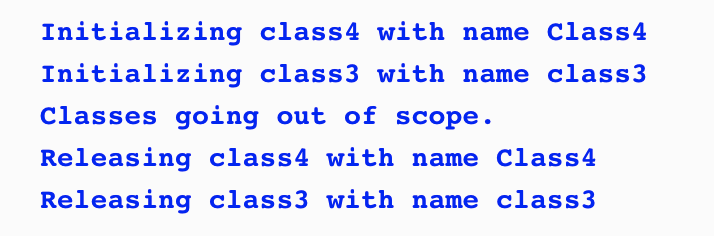 Initializing class4 with name Class4
Initializing class3 with name class3
Classes going out of scope.
Releasing class4 with name Class4
Releasing class3 with name class3